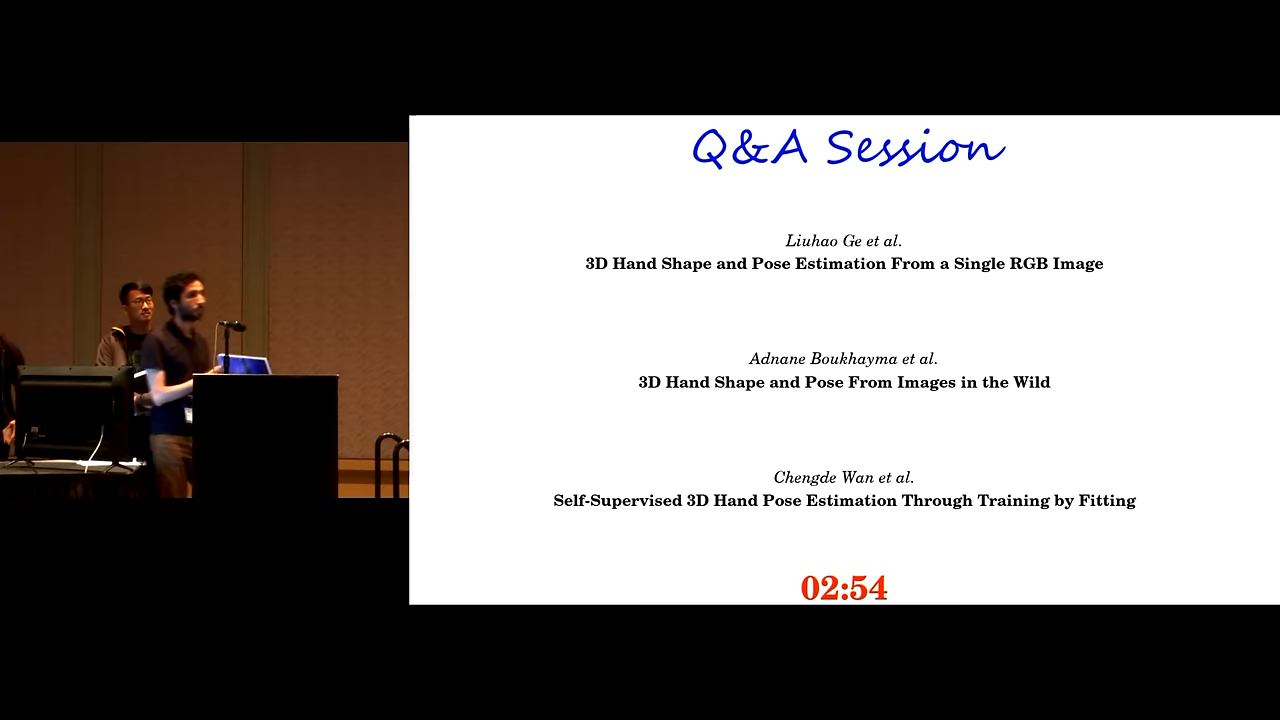 Q&A Session
Liuhao Ge et al.
3D Hand Shape and Pose Estimation From a Single RGB Image
Adnane Boukhayma et al.
3D Hand Shape and Pose From Images in the Wild
Chengde Wan et al.
Self-Supervised 3D Hand Pose Estimation Through Training by Fitting
02:54